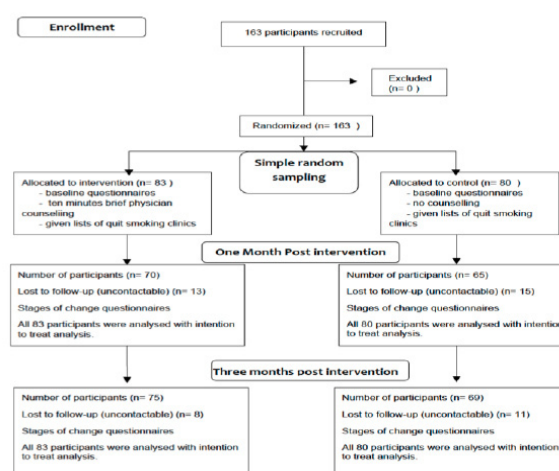 Enrollment
163 participants recruited
Excluded
(n= 0 )
Randomized (n= 163 )
Simple random
sampling
Allocated to intervention (n= 83 )
- baseline questionnaires
- ten minutes brief physician
counselling
- given lists of quit smoking clinics
Allocated to control (n= 80 )
- baseline questionnaires
- no counselling
- given lists of quit smoking
clinics
One Month Post intervention
Number of participants (n= 70)
Lost to follow-up (uncontactable) (n= 13)
Stages of change questionnaires
All 83 participants were analysed with intention
to treat analysis.
Number of participants (n= 65)
Lost to follow-up (uncontactable) (n= 15)
Stages of change questionnaires
All 80 participants were analysed with intention
to treat analysis.
Three months post intervention
Number of participants (n= 75)
Lost to follow-up (uncontactable) (n= 8)
Stages of change questionnaires
All 83 participants were analysed with intention
to treat analysis.
Number of participants (n= 69)
Lost to follow-up (uncontactable) (n= 11)
Stages of change questionnaires
All 80 participants were analysed with intention
to treat analysis.